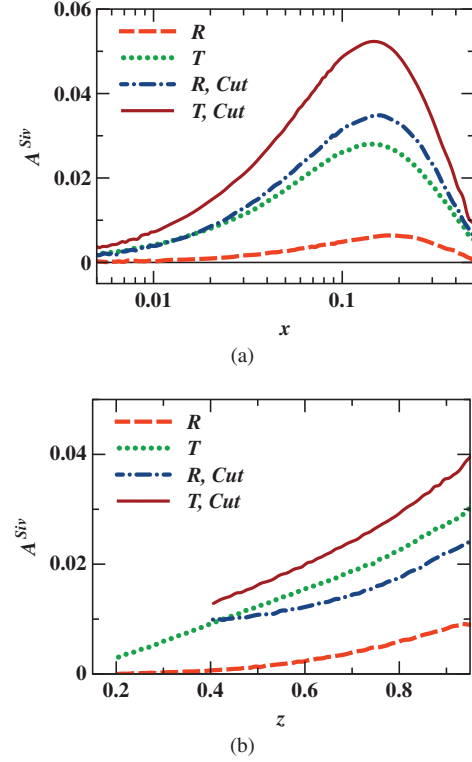 0.06
R
T
R, Cut
T, Cut
0.04
A^Siv
0.02
0
0.01
0.1
x
(a)
R
T
R, Cut
T, Cut
0.04
A^Siv
0.02
0
0.2
0.4
0.6
0.8
z
(b)